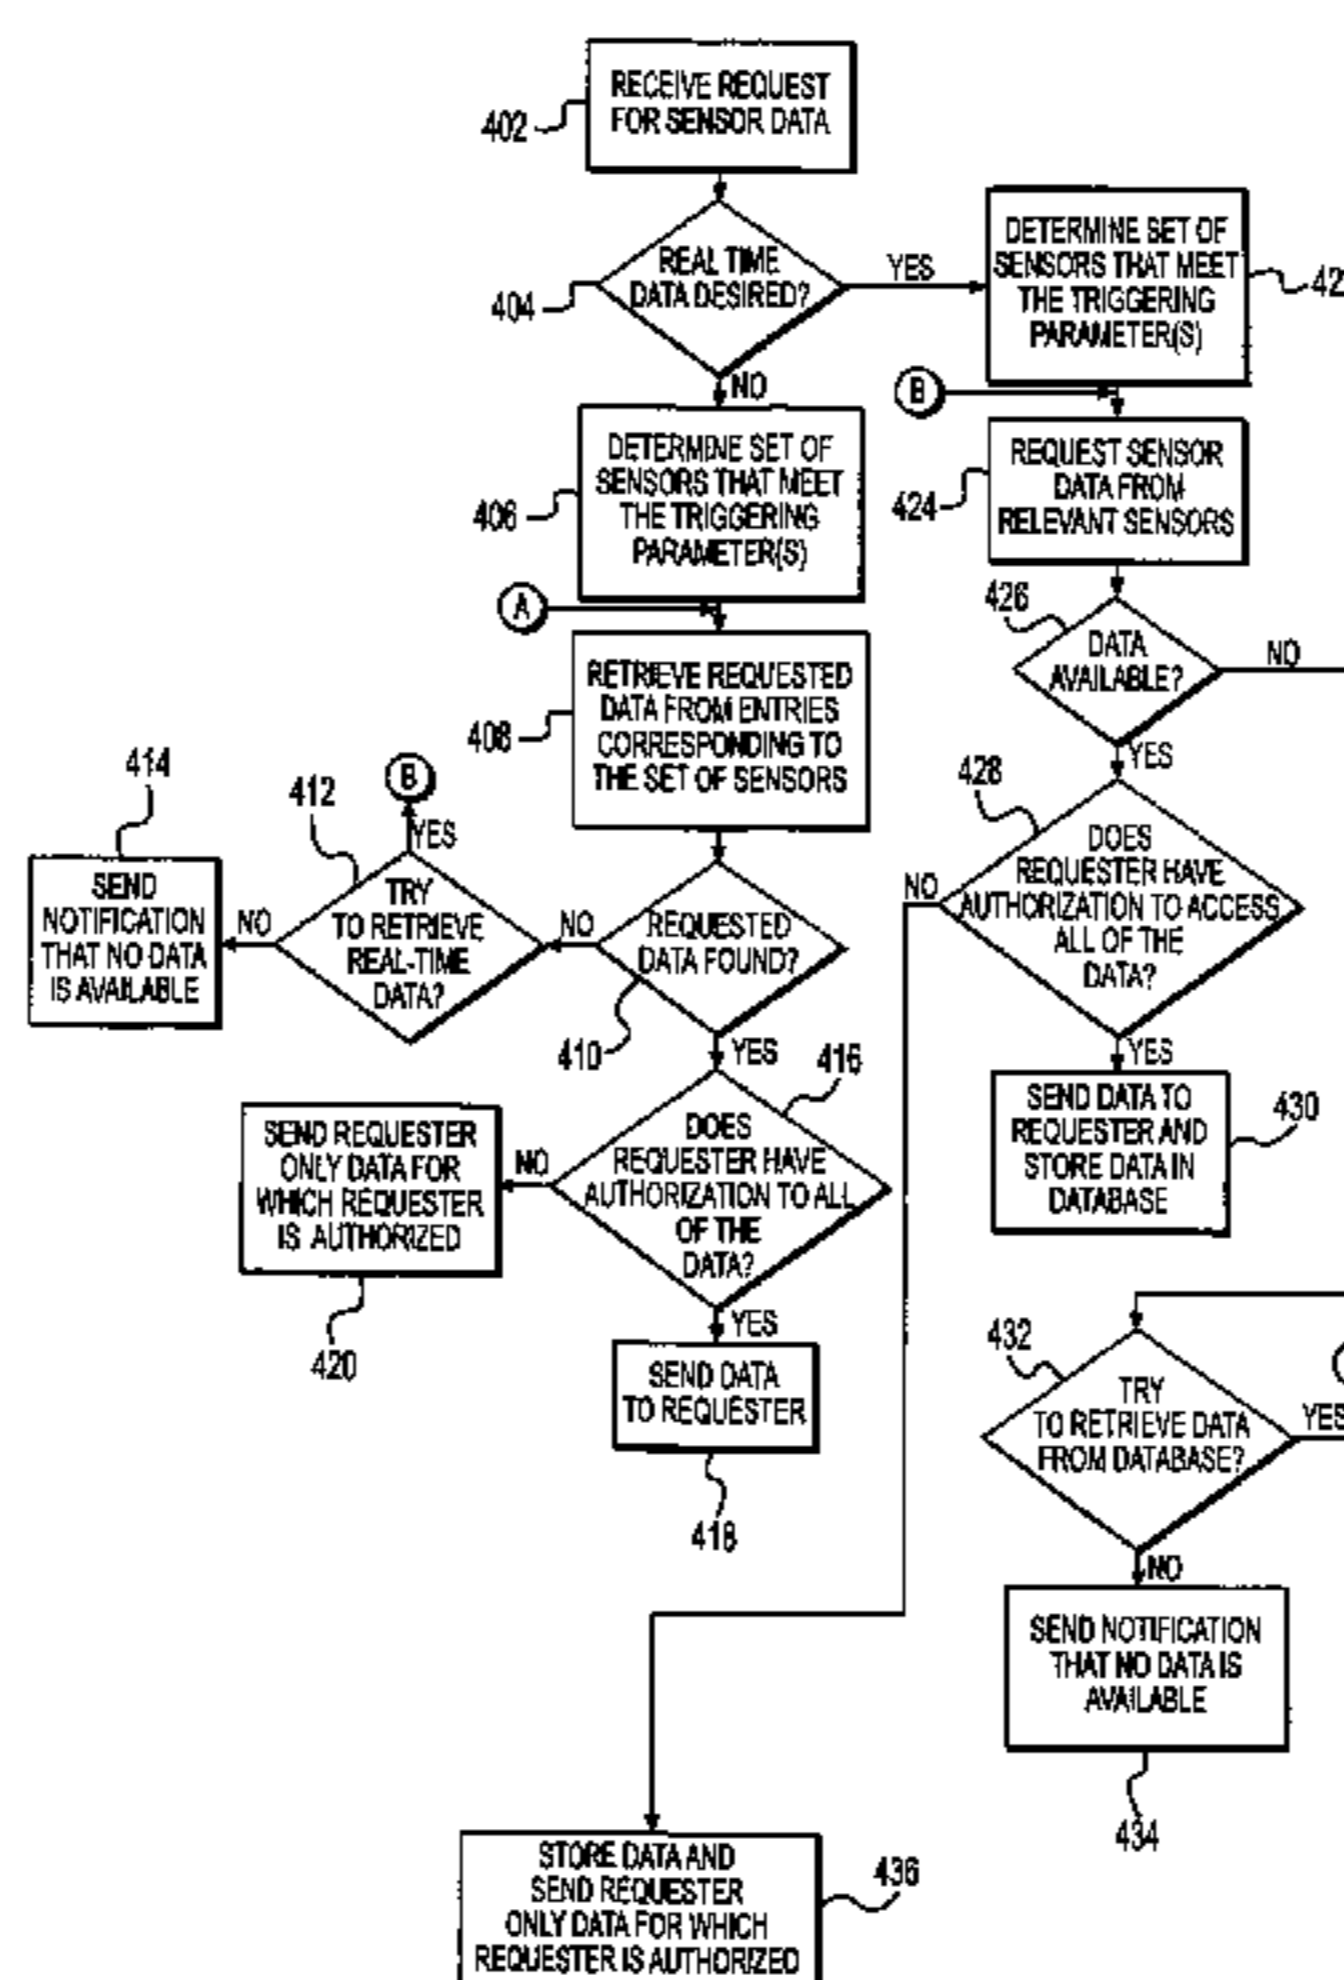 RECEIVE REQUEST
FOR SENSOR DATA
402
REAL TIME
DATA DESIRED?
404
YES
NO
DETERMINE SET OF
SENSORS THAT MEET
THE TRIGGERING
PARAMETER(S)
42
B
REQUEST SENSOR
DATA FROM
RELEVANT SENSORS
424
DETERMINE SET OF
SENSORS THAT MEET
THE TRIGGERING
PARAMETER(S)
406
A
426
DATA
AVAILABLE?
NO
YES
RETRIEVE REQUESTED
DATA FROM ENTRIES
CORRESPONDING TO
THE SET OF SENSORS
408
414
412
B
YES
SEND
NOTIFICATION
THAT NO DATA
IS AVAILABLE
NO
TRY
TO RETRIEVE
REAL-TIME
DATA?
NO
REQUESTED
DATA FOUND?
410
YES
428
NO
DOES
REQUESTER HAVE
AUTHORIZATION TO ACCESS
ALL OF THE
DATA?
YES
416
SEND REQUESTER
ONLY DATA FOR
WHICH REQUESTER
IS AUTHORIZED
420
NO
DOES
REQUESTER HAVE
AUTHORIZATION TO ALL
OF THE
DATA?
YES
SEND DATA TO
REQUESTER AND
STORE DATA IN
DATABASE
430
SEND DATA
TO REQUESTER
418
432
TRY
TO RETRIEVE DATA
FROM DATABASE?
YES
NO
SEND NOTIFICATION
THAT NO DATA IS
AVAILABLE
434
STORE DATA AND
SEND REQUESTER
ONLY DATA FOR WHICH
REQUESTER IS AUTHORIZED
436